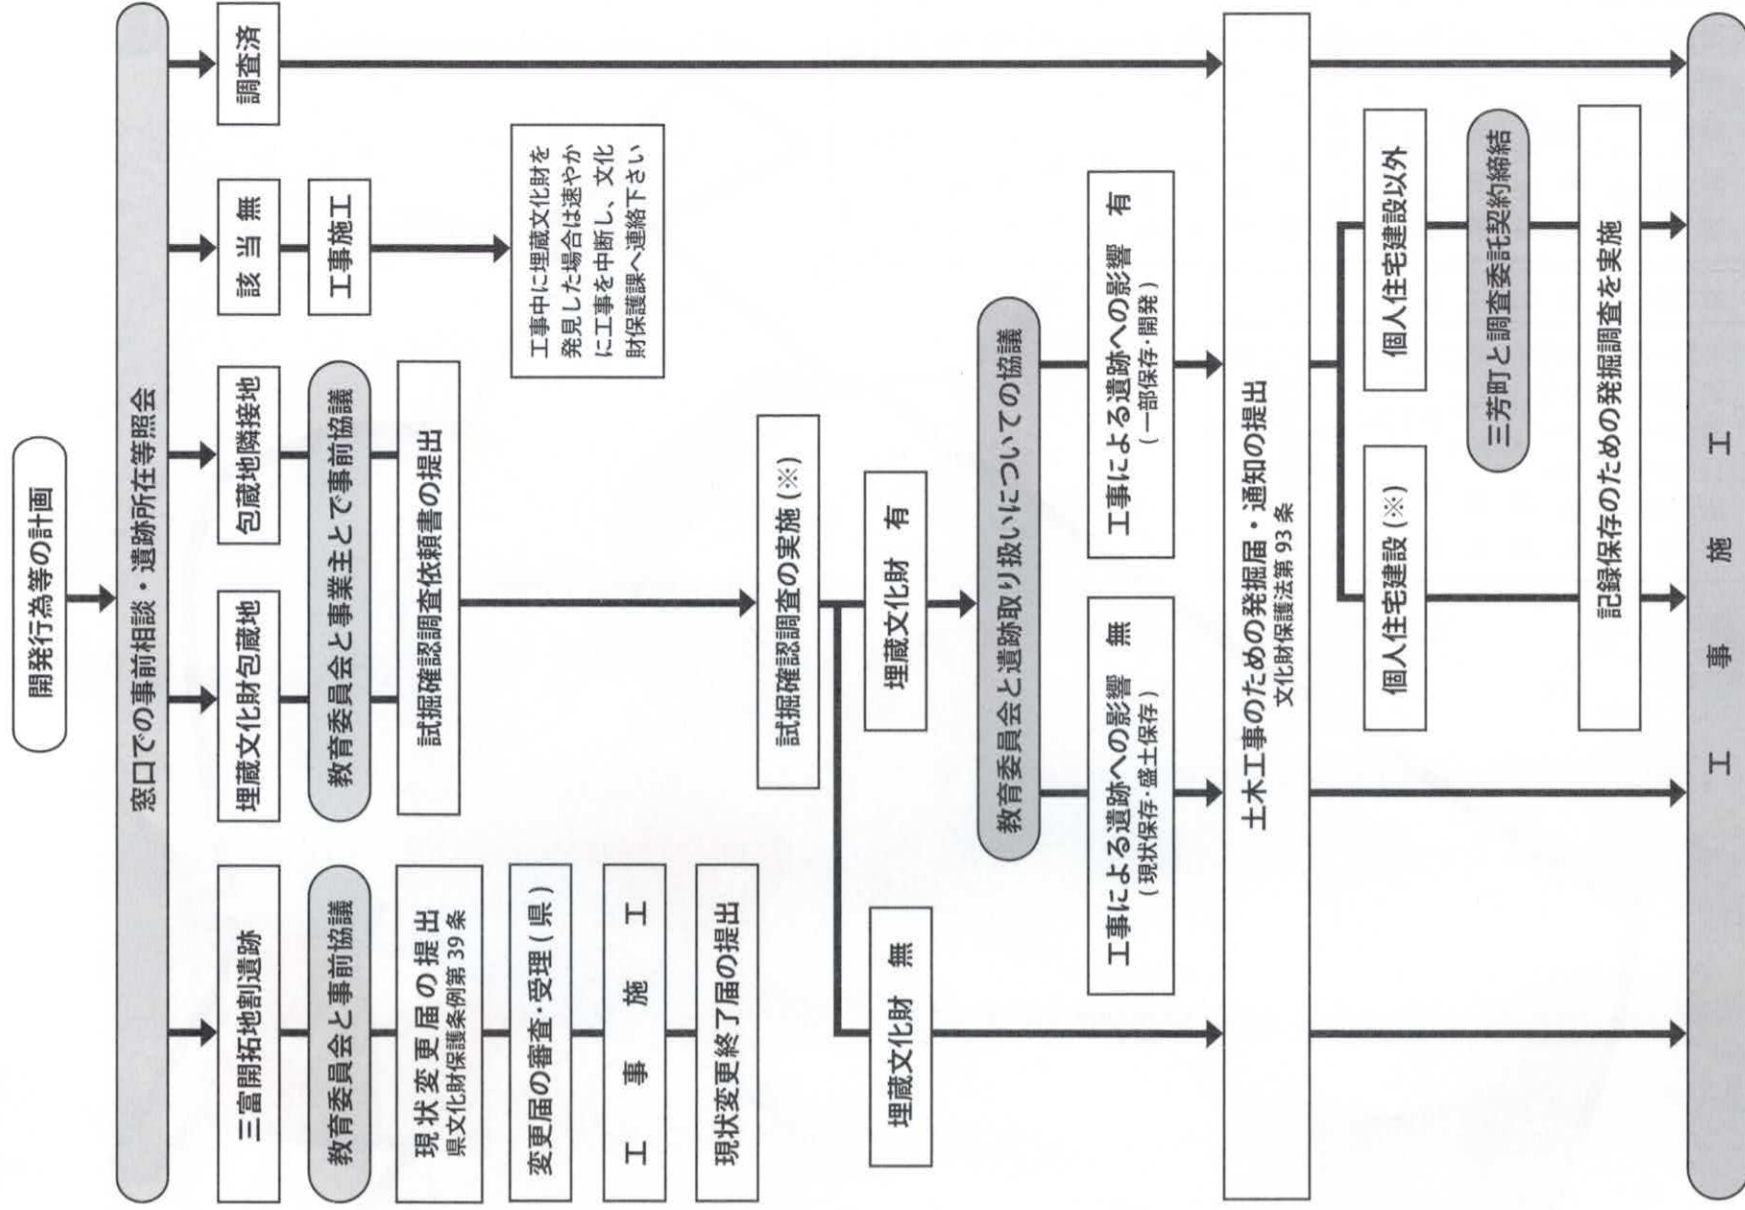 開発行為等の計画
窓口での事前相談・遺跡所在等照会
三富開拓地割遺跡
教育委員会と事前協議
現状変更届の提出
県文化財保護条例第39条
変更届の審査・受理(県)
工事施工
現状変更終了届の提出
埋蔵文化財包蔵地
包蔵地隣接地
教育委員会と事業主とで事前協議
試掘確認調査依頼書の提出
該当無
工事施工
工事中に埋蔵文化財を
発見した場合は速やか
に工事を中断し、文化
財保護課へ連絡下さい
調査済
試掘確認調査の実施(※)
埋蔵文化財 無
埋蔵文化財 有
教育委員会と遺跡取り扱いについての協議
工事による遺跡への影響 無
(現状保存・盛土保存)
工事による遺跡への影響 有
(一部保存・開発)
土木工事のための発掘届・通知の提出
文化財保護法第93条
個人住宅建設(※)
個人住宅建設以外
三芳町と調査委託契約締結
記録保存のための発掘調査を実施
工事施工